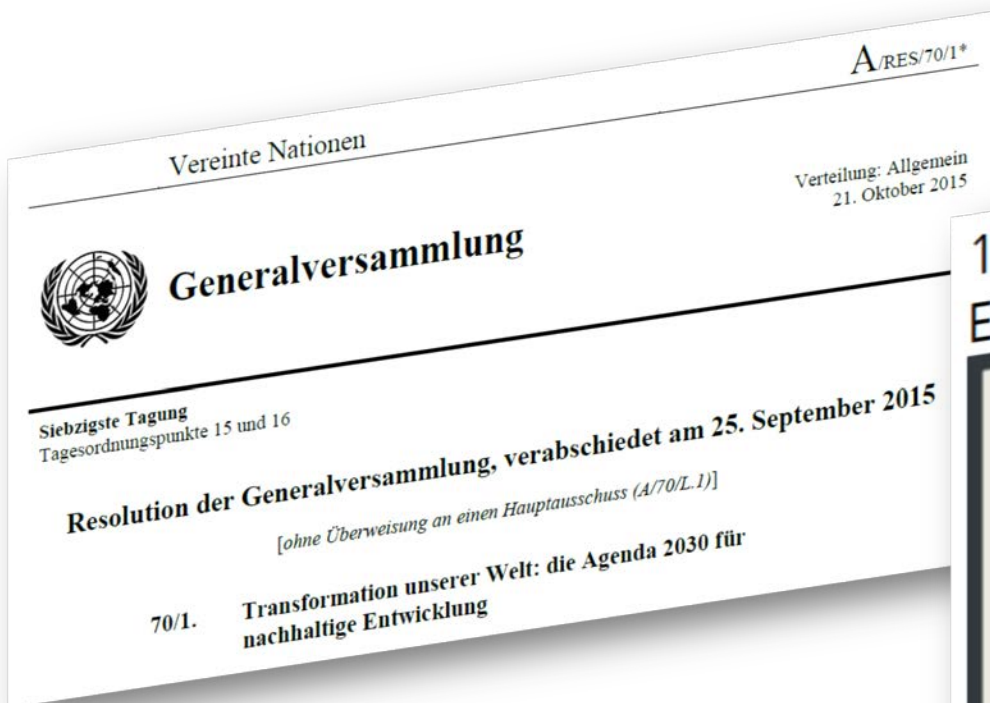 A/RES/70/1*
Vereinte Nationen
Verteilung: Allgemein
21. Oktober 2015
Generalversammlung
Siebzigste Tagung
Tagesordnungspunkte 15 und 16
Resolution der Generalversammlung, verabschiedet am 25. September 2015
[ohne Überweisung an einen Hauptausschuss (A/70/L.1)]
70/1. Transformation unserer Welt: die Agenda 2030 für
nachhaltige Entwicklung
1
E